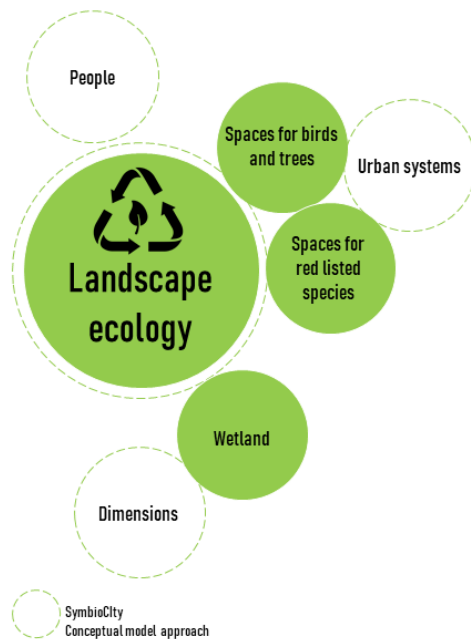 People
Spaces for birds
and trees
Urban systems
Landscape
ecology
Spaces for
red listed
species
Wetland
Dimensions
SymbioCIty
Conceptual model approach